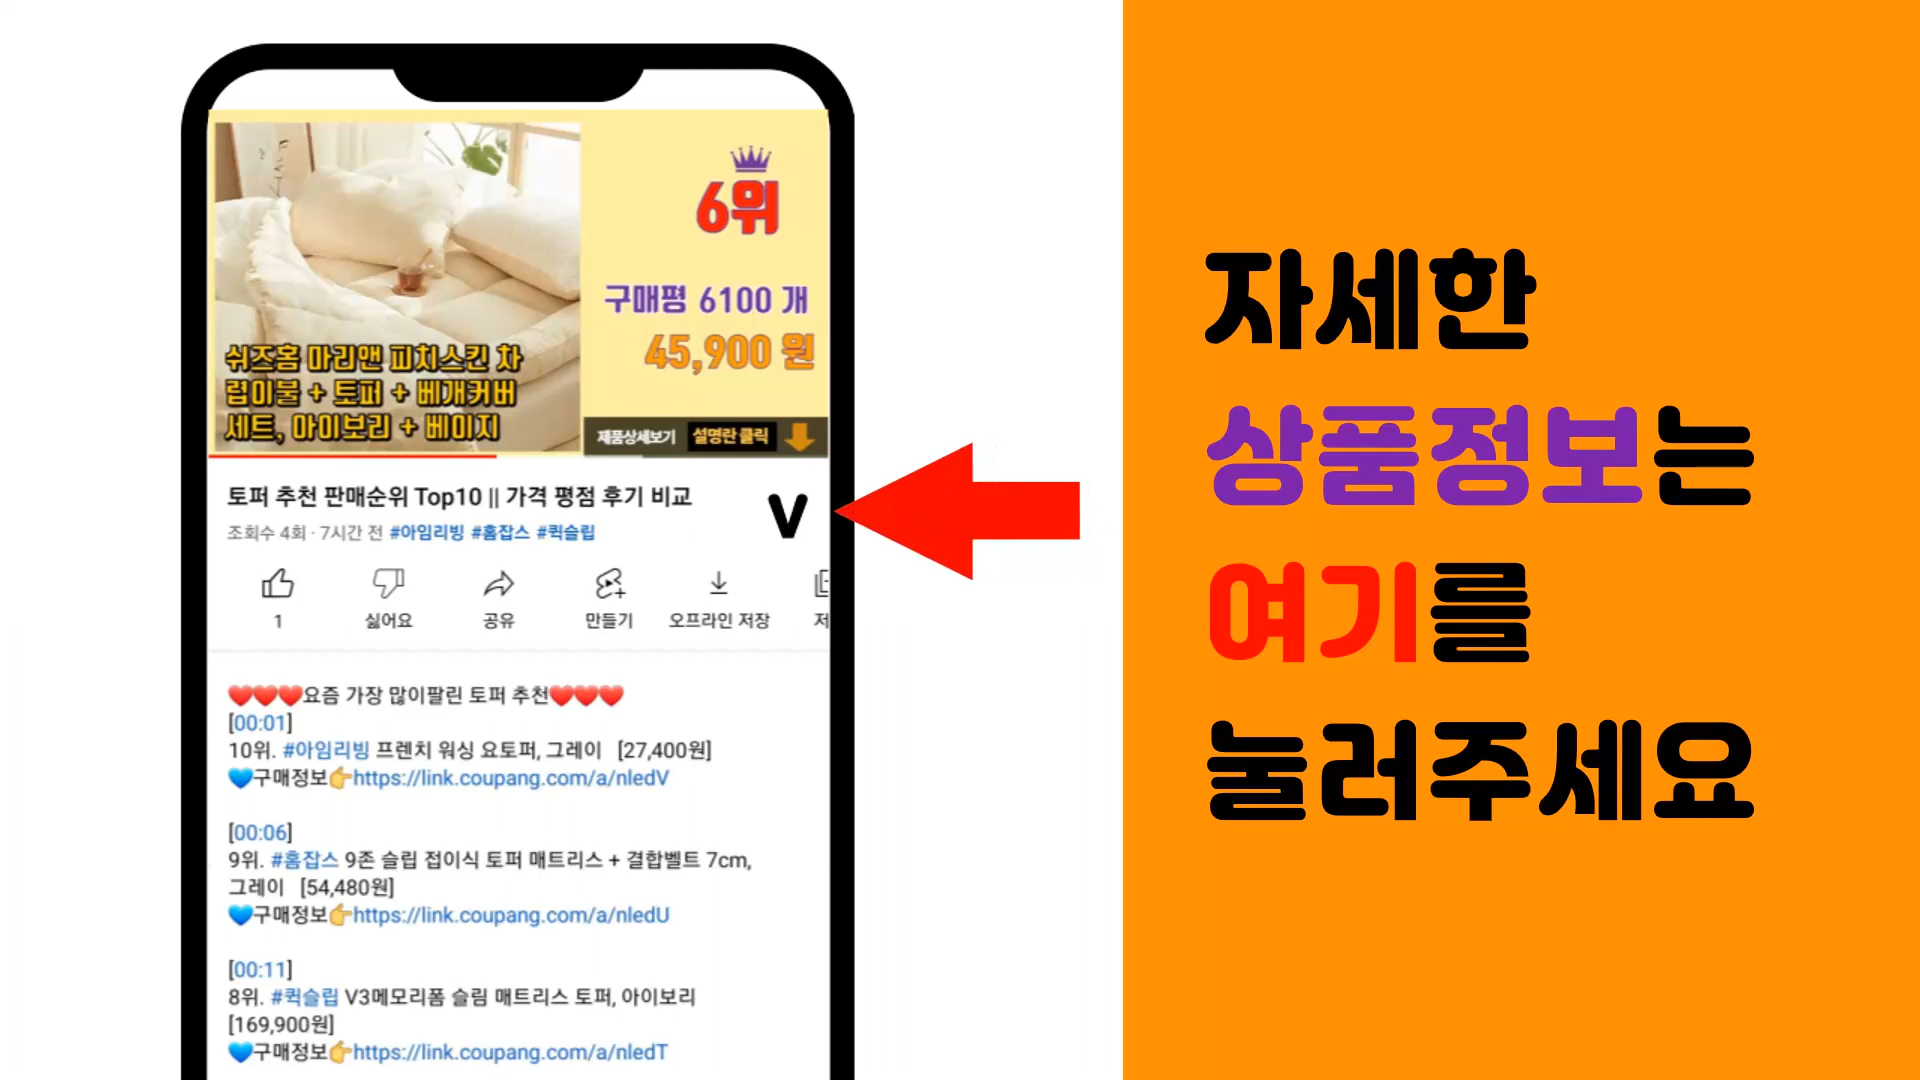 6위
구매평 6100 개
45,900 원
쉬즈홈 마리앤 피치스킨 차
렵이불 + 토퍼 + 베개커버
세트, 아이보리 + 베이지
제품상세보기 설명란 클릭
토퍼 추천 판매순위 Top10 || 가격 평점 후기 비교
V
조회수 4회 · 7시간 전 #아임리빙 #홈잡스 #퀵슬립
1 싫어요 공유 만들기 오프라인 저장 저
❤️❤️❤️요즘 가장 많이팔린 토퍼 추천❤️❤️❤️
[00:01]
10위. #아임리빙 프렌치 워싱 요토퍼, 그레이 [27,400원]
💙구매정보👉https://link.coupang.com/a/nledV
[00:06]
9위. #홈잡스 9존 슬립 접이식 토퍼 매트리스 + 결합벨트 7cm,
그레이 [54,480원]
💙구매정보👉https://link.coupang.com/a/nledU
[00:11]
8위. #퀵슬립 V3메모리폼 슬림 매트리스 토퍼, 아이보리
[169,900원]
💙구매정보👉https://link.coupang.com/a/nledT
자세한
상품정보는
여기를
눌러주세요